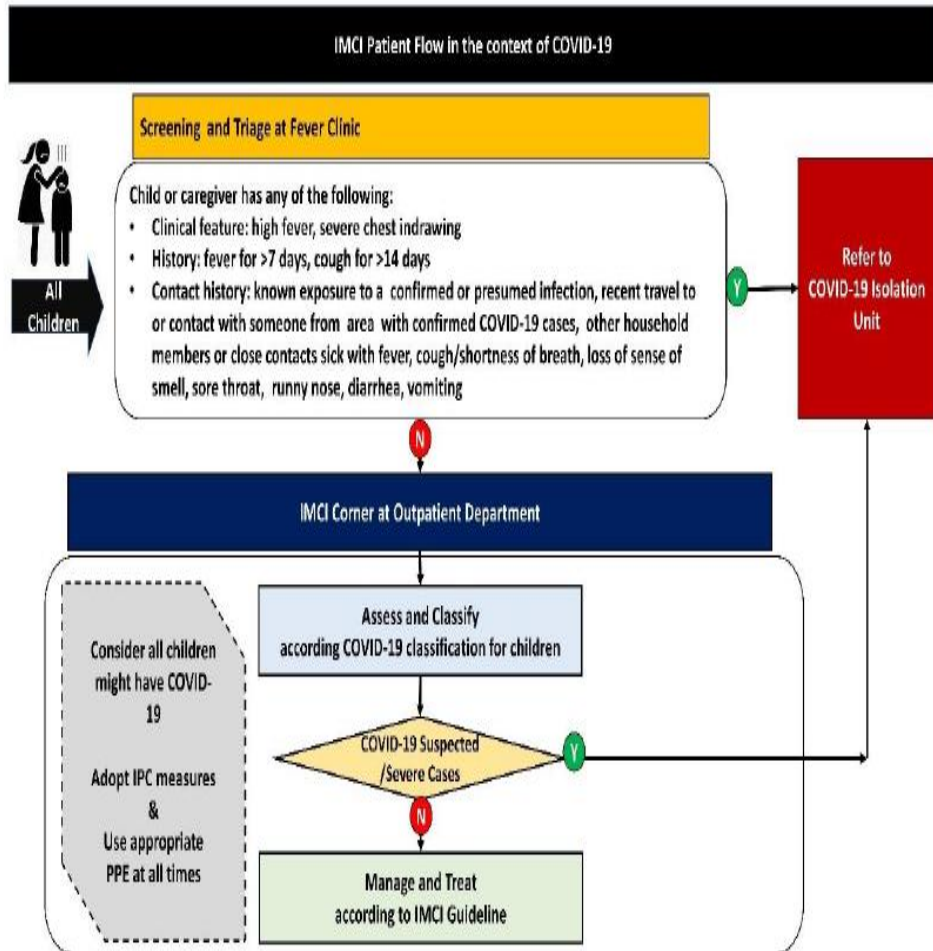 IMCI Patient Flow in the context of COVID-19
Screening and Triage at Fever Clinic
All
Children
Child or caregiver has any of the following:
• Clinical feature: high fever, severe chest indrawing
• History: fever for >7 days, cough for >14 days
• Contact history: known exposure to a confirmed or presumed infection, recent travel to
or contact with someone from area with confirmed COVID-19 cases, other household
members or close contacts sick with fever, cough/shortness of breath, loss of sense of
smell, sore throat, runny nose, diarrhea, vomiting
Y
Refer to
COVID-19 Isolation
Unit
N
IMCI Corner at Outpatient Department
Consider all children
might have COVID-
19
Adopt IPC measures
&
Use appropriate
PPE at all times
Assess and Classify
according COVID-19 classification for children
COVID-19 Suspected
/Severe Cases
Y
N
Manage and Treat
according to IMCI Guideline